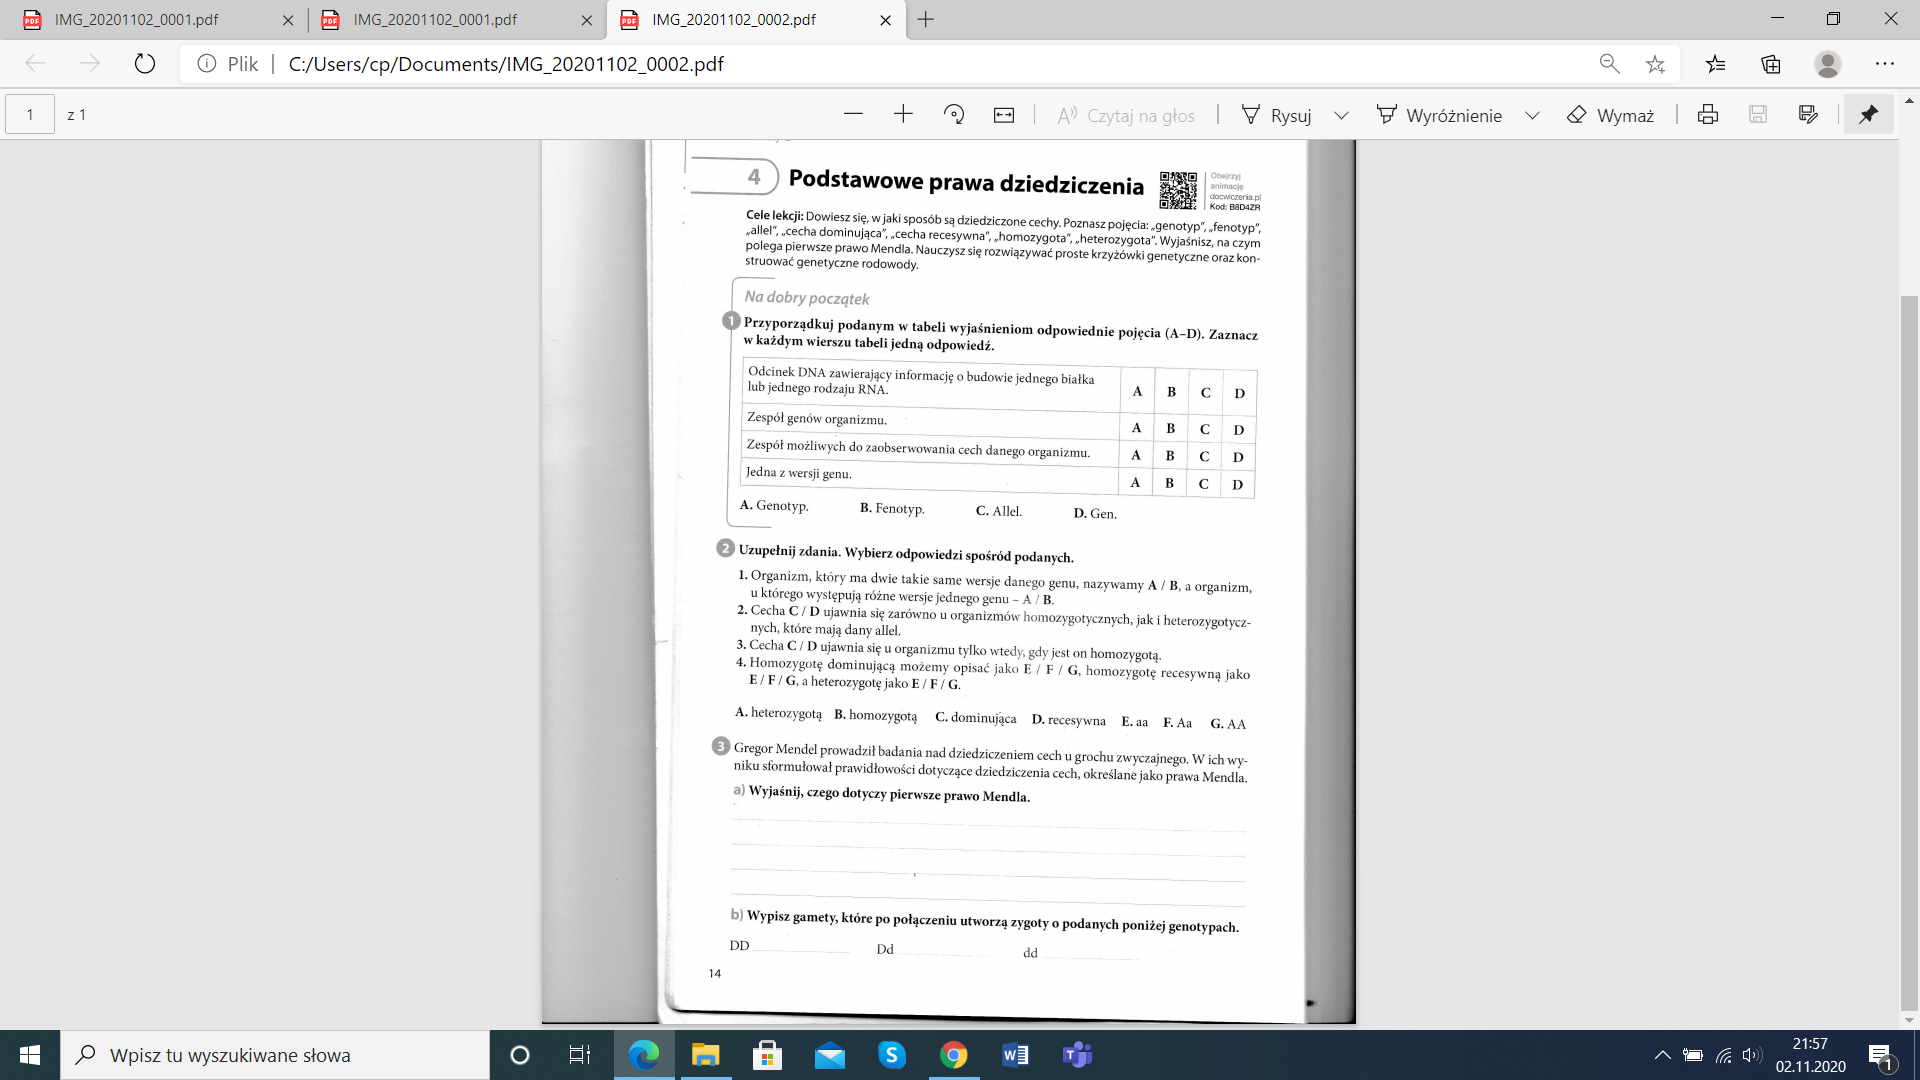 IMG_20201102_0001.pdf
IMG_20201102_0001.pdf
IMG_20201102_0002.pdf
Plik
C:/Users/cp/Documents/IMG_20201102_0002.pdf
1
z 1
Czytaj na głos
Rysuj
Wyróżnienie
Wymaż
4
Podstawowe prawa dziedziczenia
Obejrzyj
animację
docwiczenia.pl
Kod: B8D4ZR
Cele lekcji: Dowiesz się, w jaki sposób są dziedziczone cechy. Poznasz pojęcia: „genotyp”, „fenotyp”,
„allel”, „cecha dominująca”, „cecha recesywna”, „homozygota”, „heterozygota”. Wyjaśnisz, na czym
polega pierwsze prawo Mendla. Nauczysz się rozwiązywać proste krzyżówki genetyczne oraz kon-
struować genetyczne rodowody.
Na dobry początek
1 Przyporządkuj podanym w tabeli wyjaśnieniom odpowiednie pojęcia (A–D). Zaznacz
w każdym wierszu tabeli jedną odpowiedź.
Odcinek DNA zawierający informację o budowie jednego białka
lub jednego rodzaju RNA.
A B C D
Zespół genów organizmu.
A B C D
Zespół możliwych do zaobserwowania cech danego organizmu.
A B C D
Jedna z wersji genu.
A B C D
A. Genotyp. B. Fenotyp. C. Allel. D. Gen.
2 Uzupełnij zdania. Wybierz odpowiedzi spośród podanych.
1. Organizm, który ma dwie takie same wersje danego genu, nazywamy A / B, a organizm,
u którego występują różne wersje jednego genu – A / B.
2. Cecha C / D ujawnia się zarówno u organizmów homozygotycznych, jak i heterozygotycz-
nych, które mają dany allel.
3. Cecha C / D ujawnia się u organizmu tylko wtedy, gdy jest on homozygotą.
4. Homozygotę dominującą możemy opisać jako E / F / G, homozygotę recesywną jako
E / F / G, a heterozygotę jako E / F / G.
A. heterozygotą B. homozygotą C. dominująca D. recesywna E. aa F. Aa G. AA
3 Gregor Mendel prowadził badania nad dziedziczeniem cech u grochu zwyczajnego. W ich wy-
niku sformułował prawidłowości dotyczące dziedziczenia cech, określane jako prawa Mendla.
a) Wyjaśnij, czego dotyczy pierwsze prawo Mendla.
b) Wypisz gamety, które po połączeniu utworzą zygoty o podanych poniżej genotypach.
DD Dd dd
14
Wpisz tu wyszukiwane słowa
21:57
02.11.2020
1